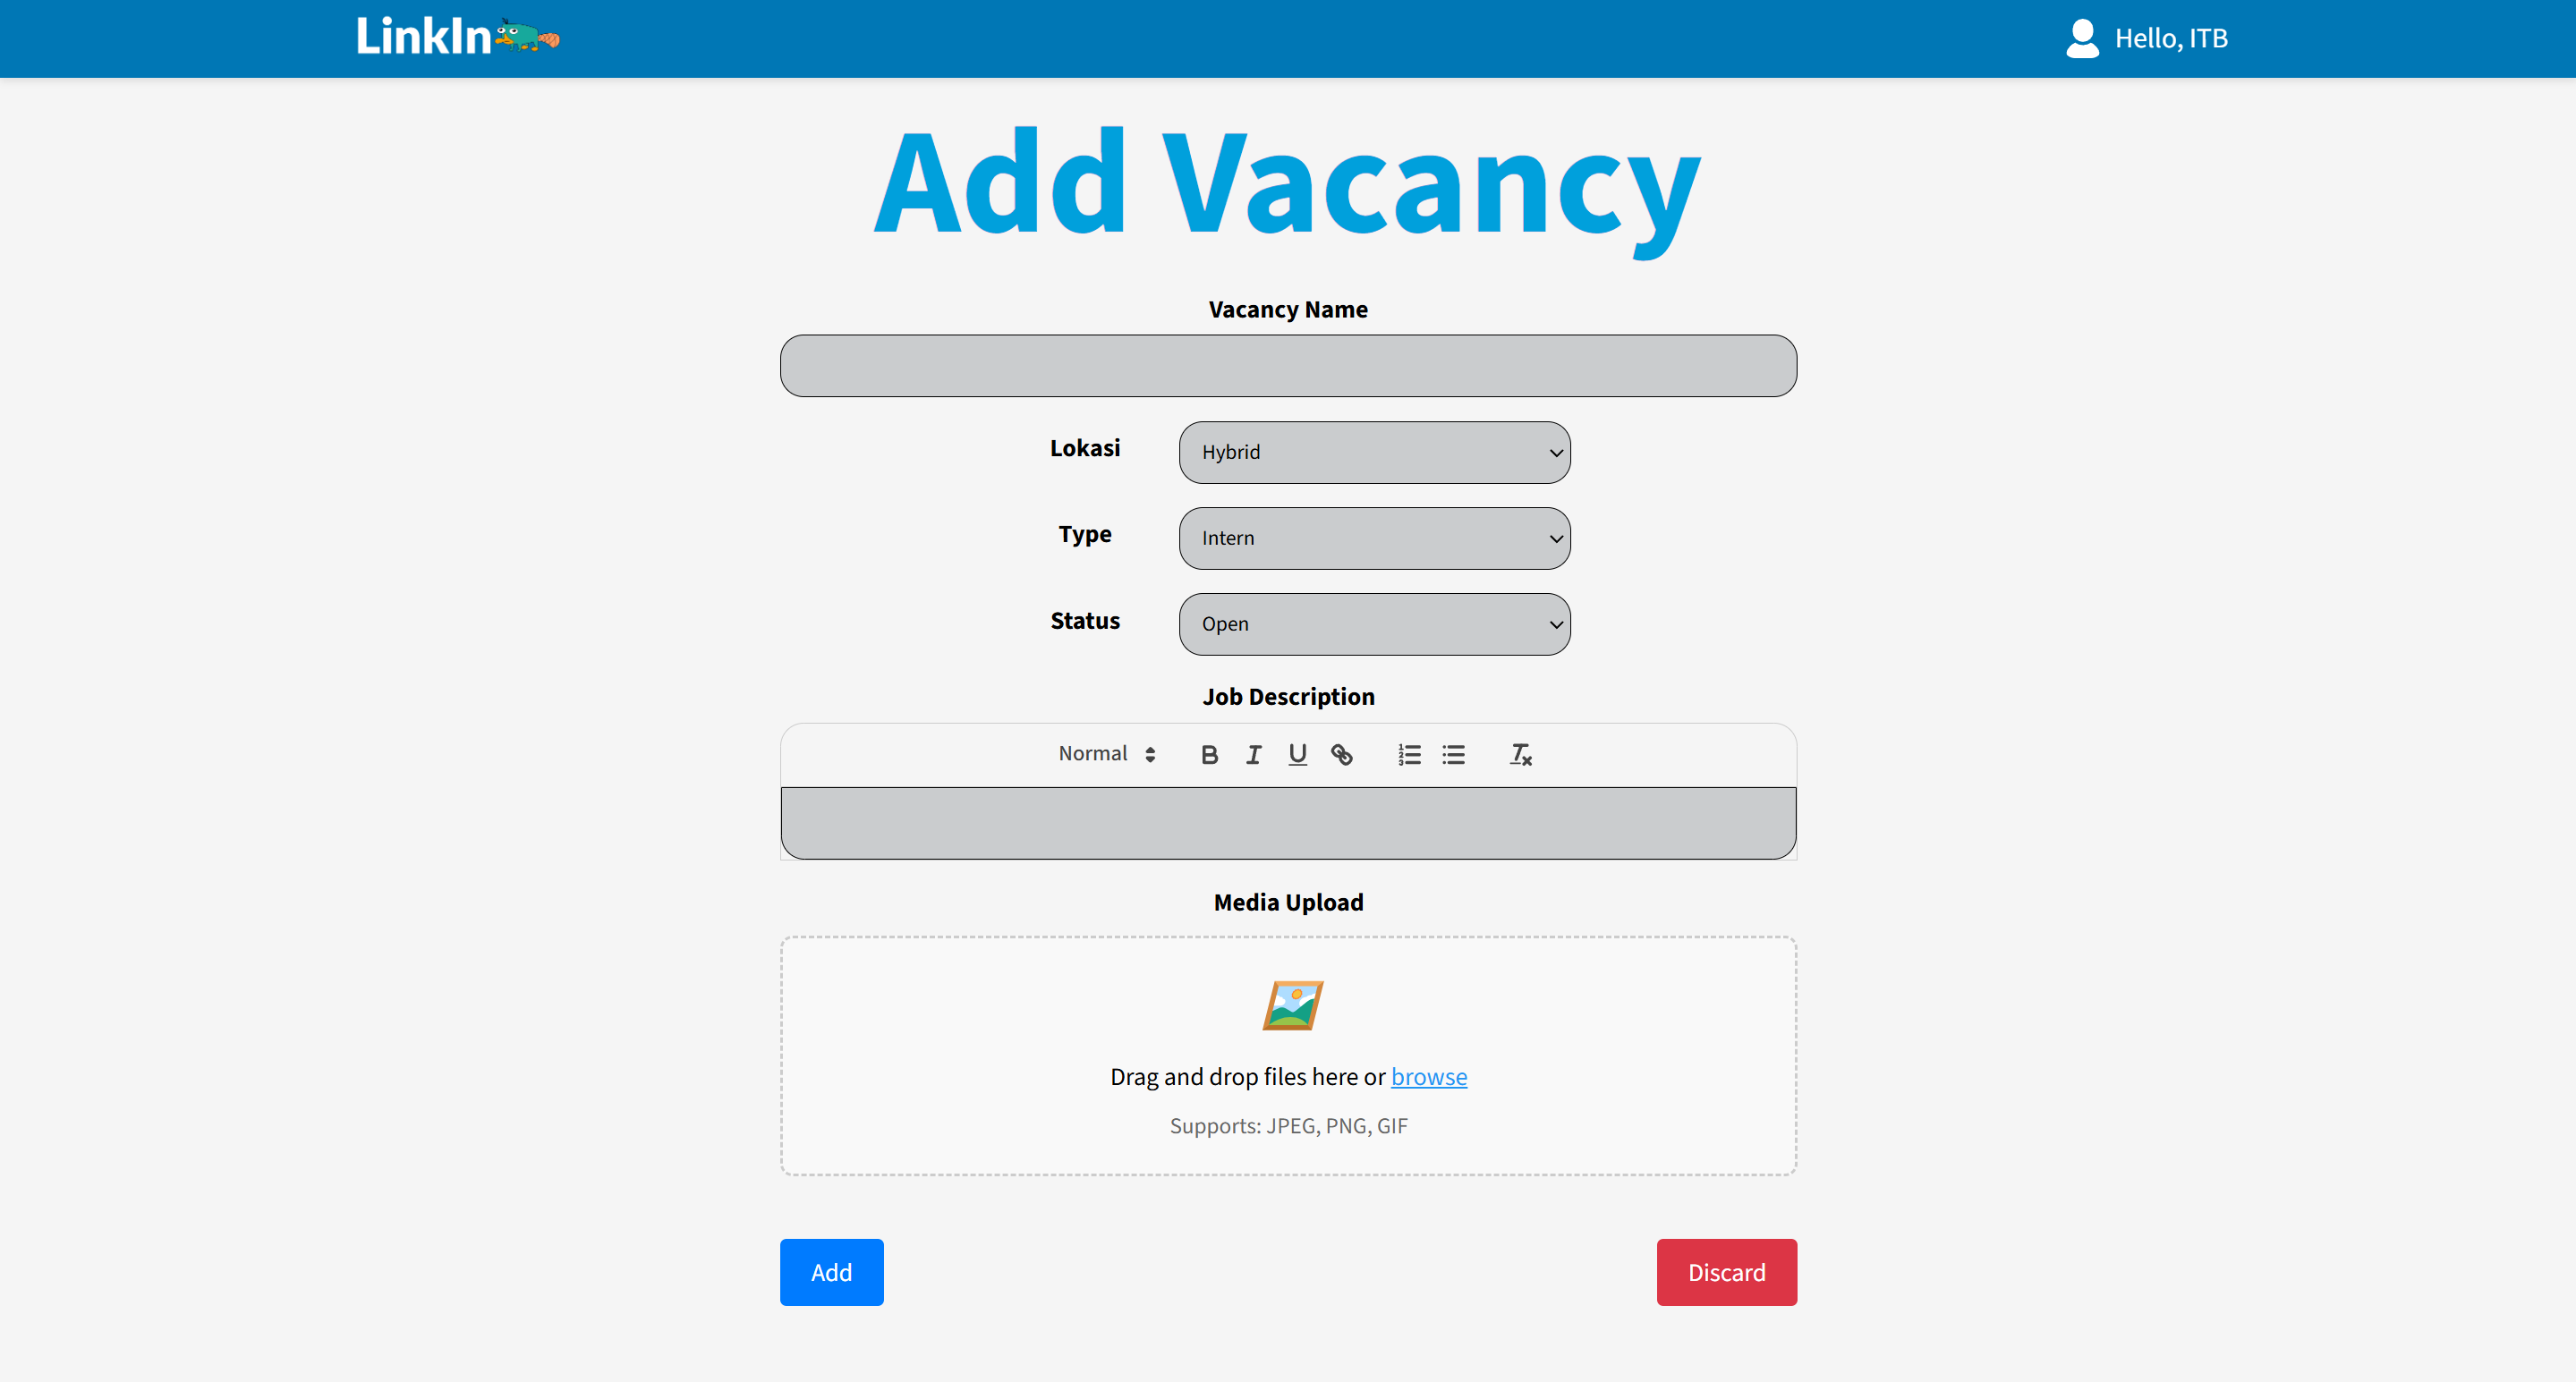 LinkIn
Hello, ITB
Add Vacancy
Vacancy Name
Lokasi
Hybrid
Type
Intern
Status
Open
Job Description
Normal
Media Upload
Drag and drop files here or browse
Supports: JPEG, PNG, GIF
Add
Discard